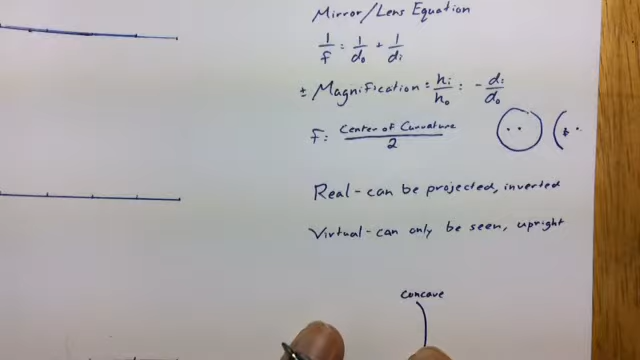 Mirror/Lens Equation
1/f = 1/do + 1/di
± Magnification = hi/ho = - di/do
f = Center of Curvature/2
Real - can be projected, inverted
Virtual - can only be seen, upright
concave